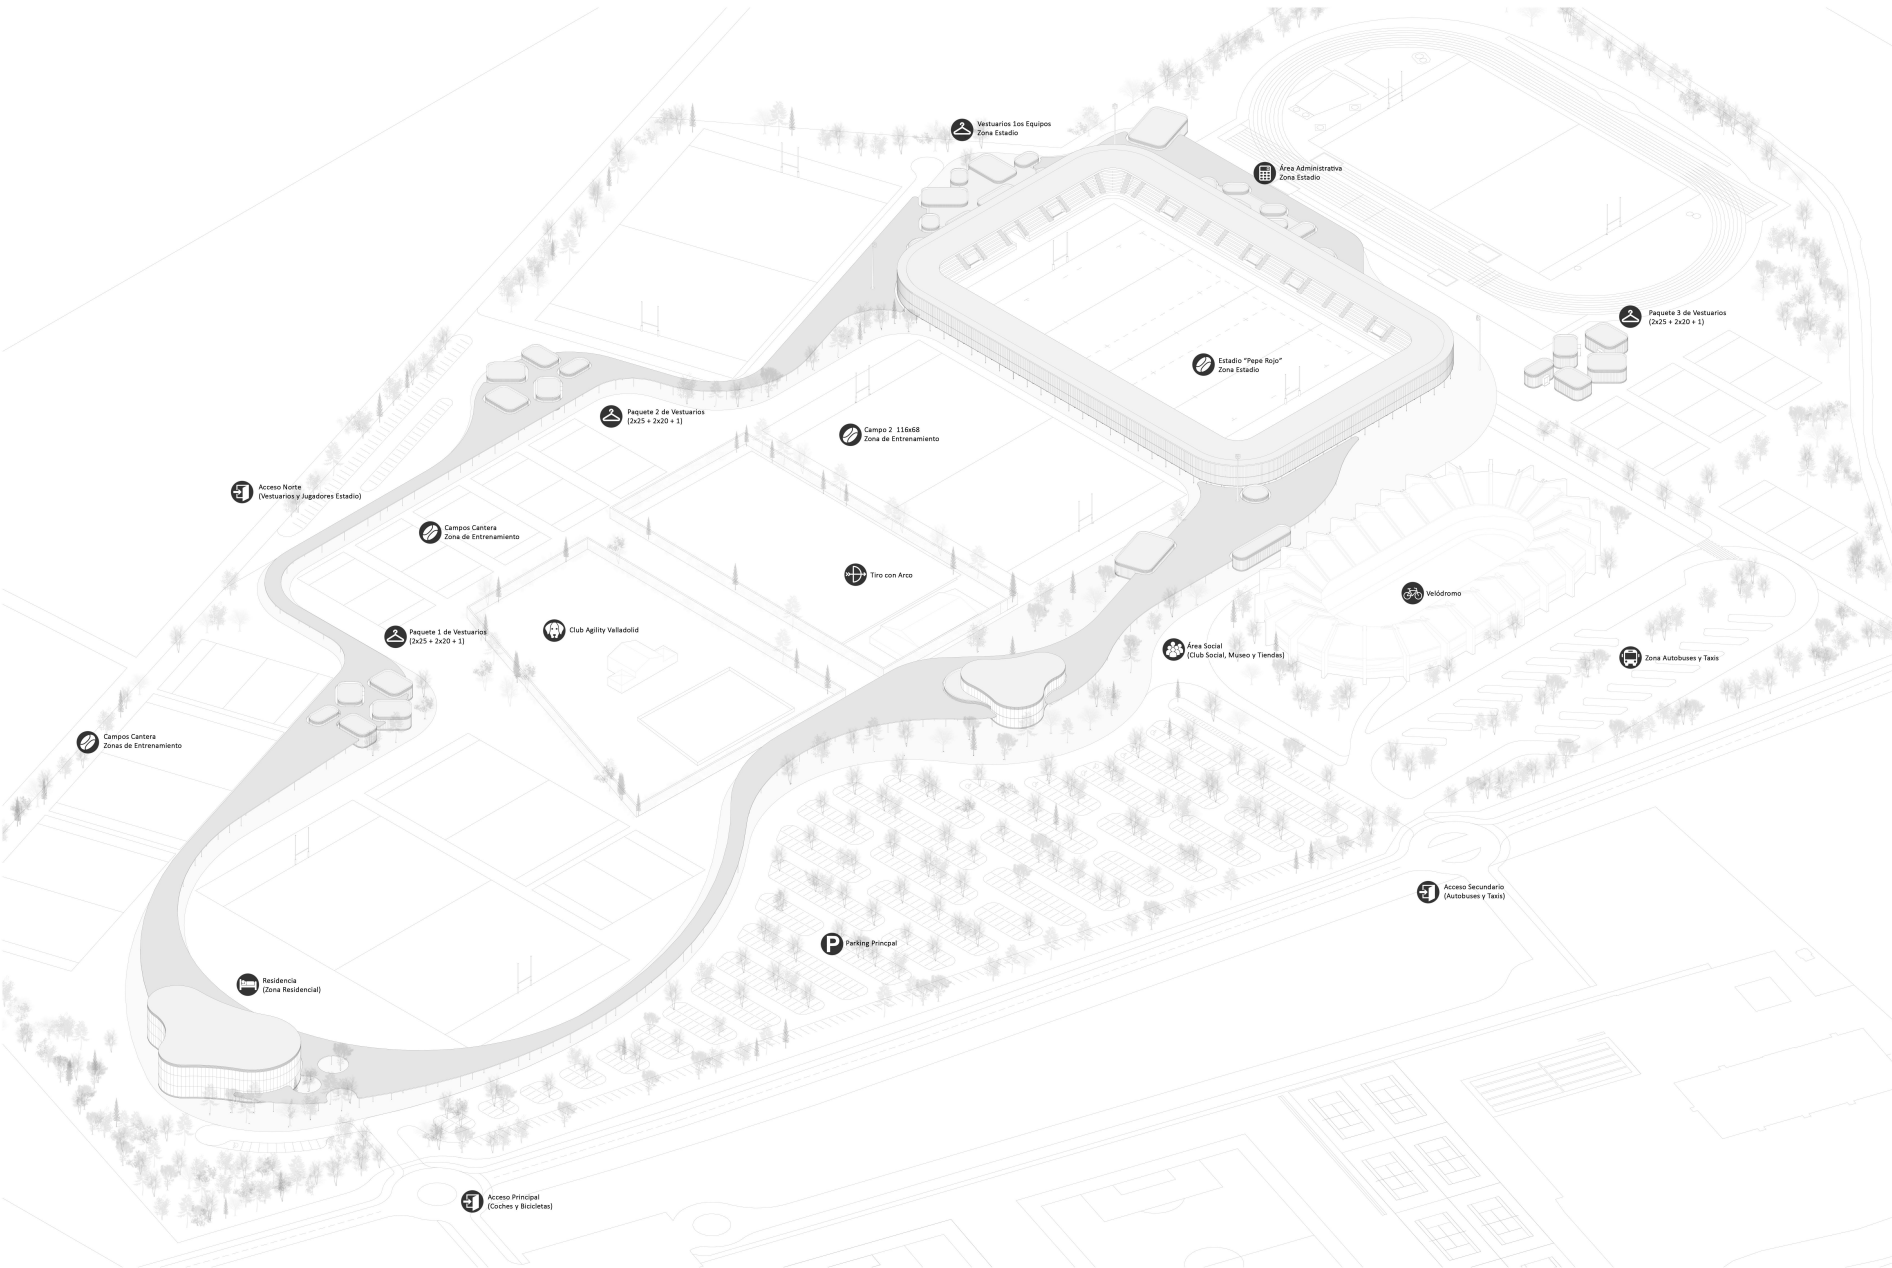 Vestuarios 1os Equipos
Zona Estadio
Área Administrativa
Zona Estadio
Paquete 3 de Vestuarios
(2x25 + 2x20 + 1)
Estadio "Pepe Rojo"
Zona Estadio
Paquete 2 de Vestuarios
(2x25 + 2x20 + 1)
Campo 2 116x68
Zona de Entrenamiento
Acceso Norte
(Vestuarios y Jugadores Estadio)
Campos Cantera
Zona de Entrenamiento
Tiro con Arco
Velódromo
Paquete 1 de Vestuarios
(2x25 + 2x20 + 1)
Club Agility Valladolid
Área Social
(Club Social, Museo y Tiendas)
Zona Autobuses y Taxis
Campos Cantera
Zonas de Entrenamiento
Acceso Secundario
(Autobuses y Taxis)
P Parking Princpal
Residencia
(Zona Residencial)
Acceso Principal
(Coches y Bicicletas)